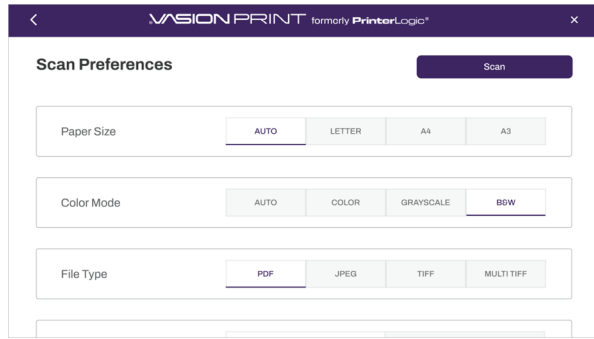 VASION PRINT formerly PrinterLogic®
Scan Preferences
Scan
Paper Size AUTO LETTER A4 A3
Color Mode AUTO COLOR GRAYSCALE B&W
File Type PDF JPEG TIFF MULTI TIFF